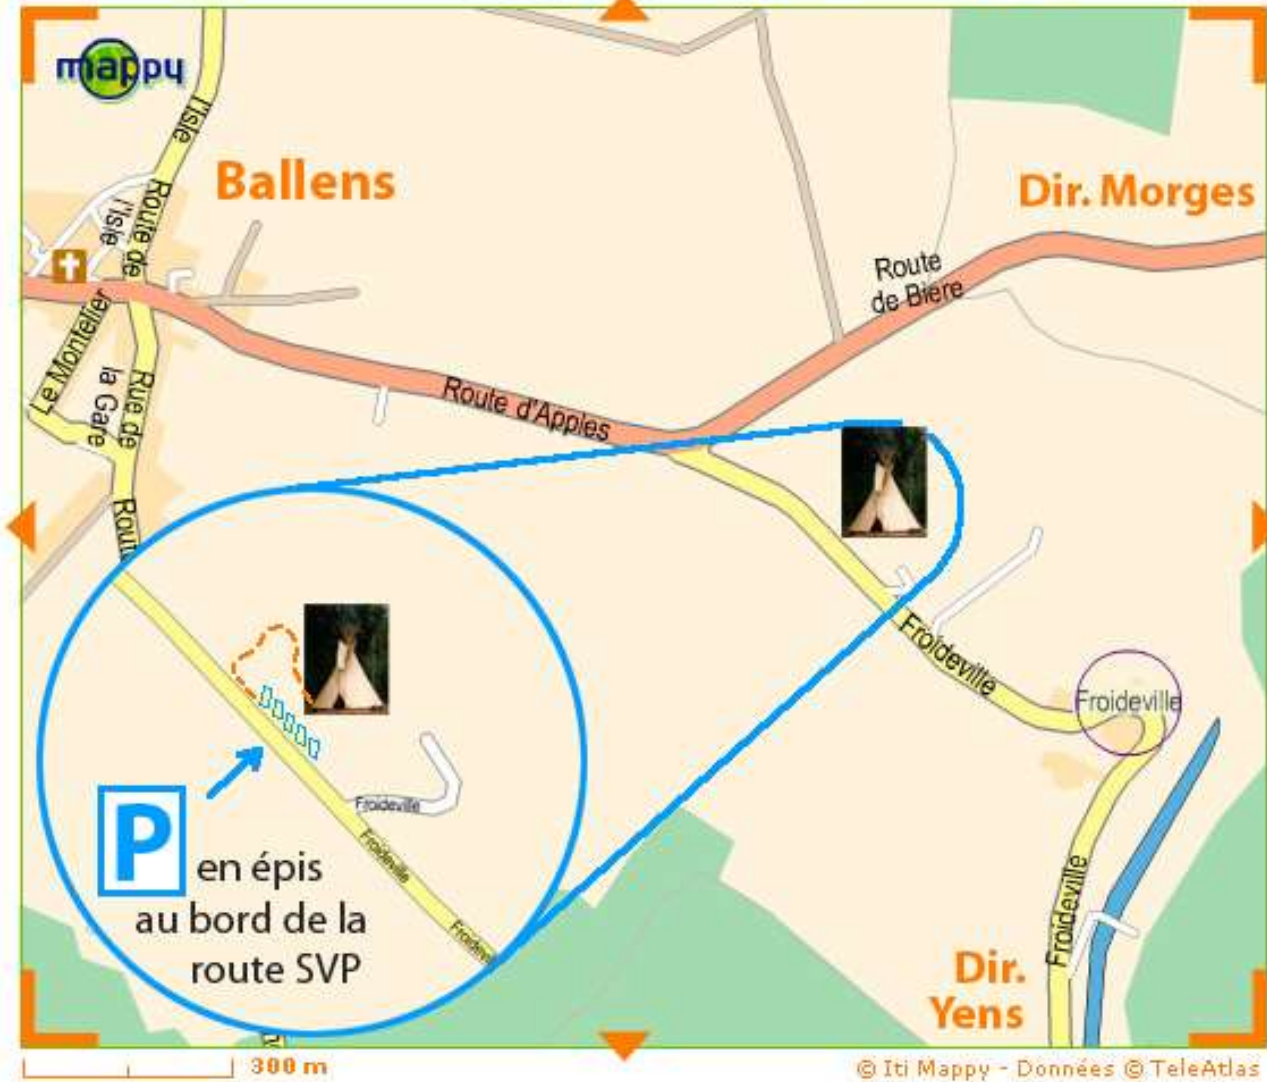 mappy
l'Isle
Ballens
Dir. Morges
Route de
l'Isle
Route
de Bière
Le Montelier
Rue de
la Gare
Route d'Apples
Rout
Froideville
Froideville
Froideville
Froideville
P
en épis
au bord de la
route SVP
Froideville
Dir.
Yens
300 m
© Iti Mappy - Données © TeleAtlas